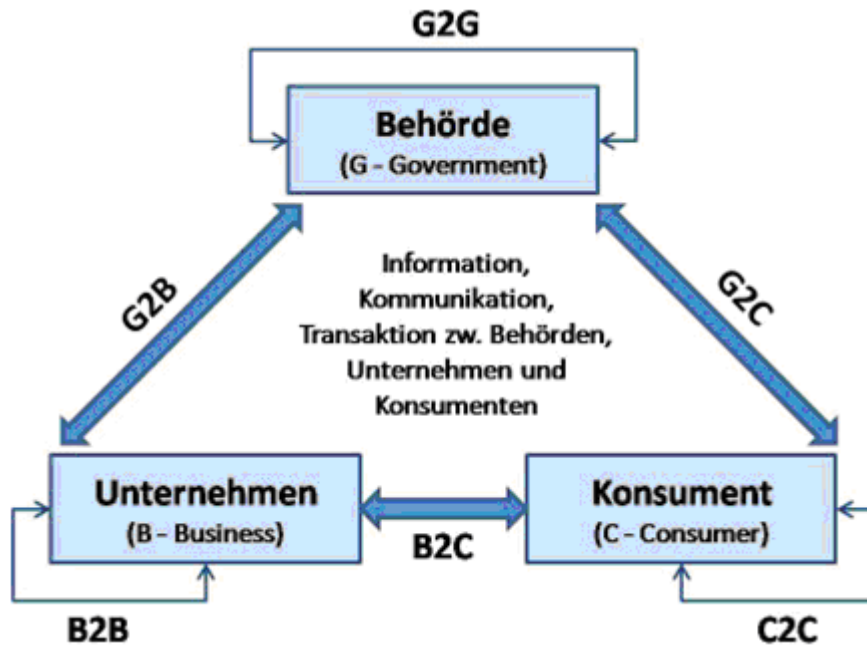 G2G
Behörde
(G - Government)
G2B
G2C
Information,
Kommunikation,
Transaktion zw. Behörden,
Unternehmen und
Konsumenten
Unternehmen
(B - Business)
B2C
Konsument
(C - Consumer)
B2B
C2C